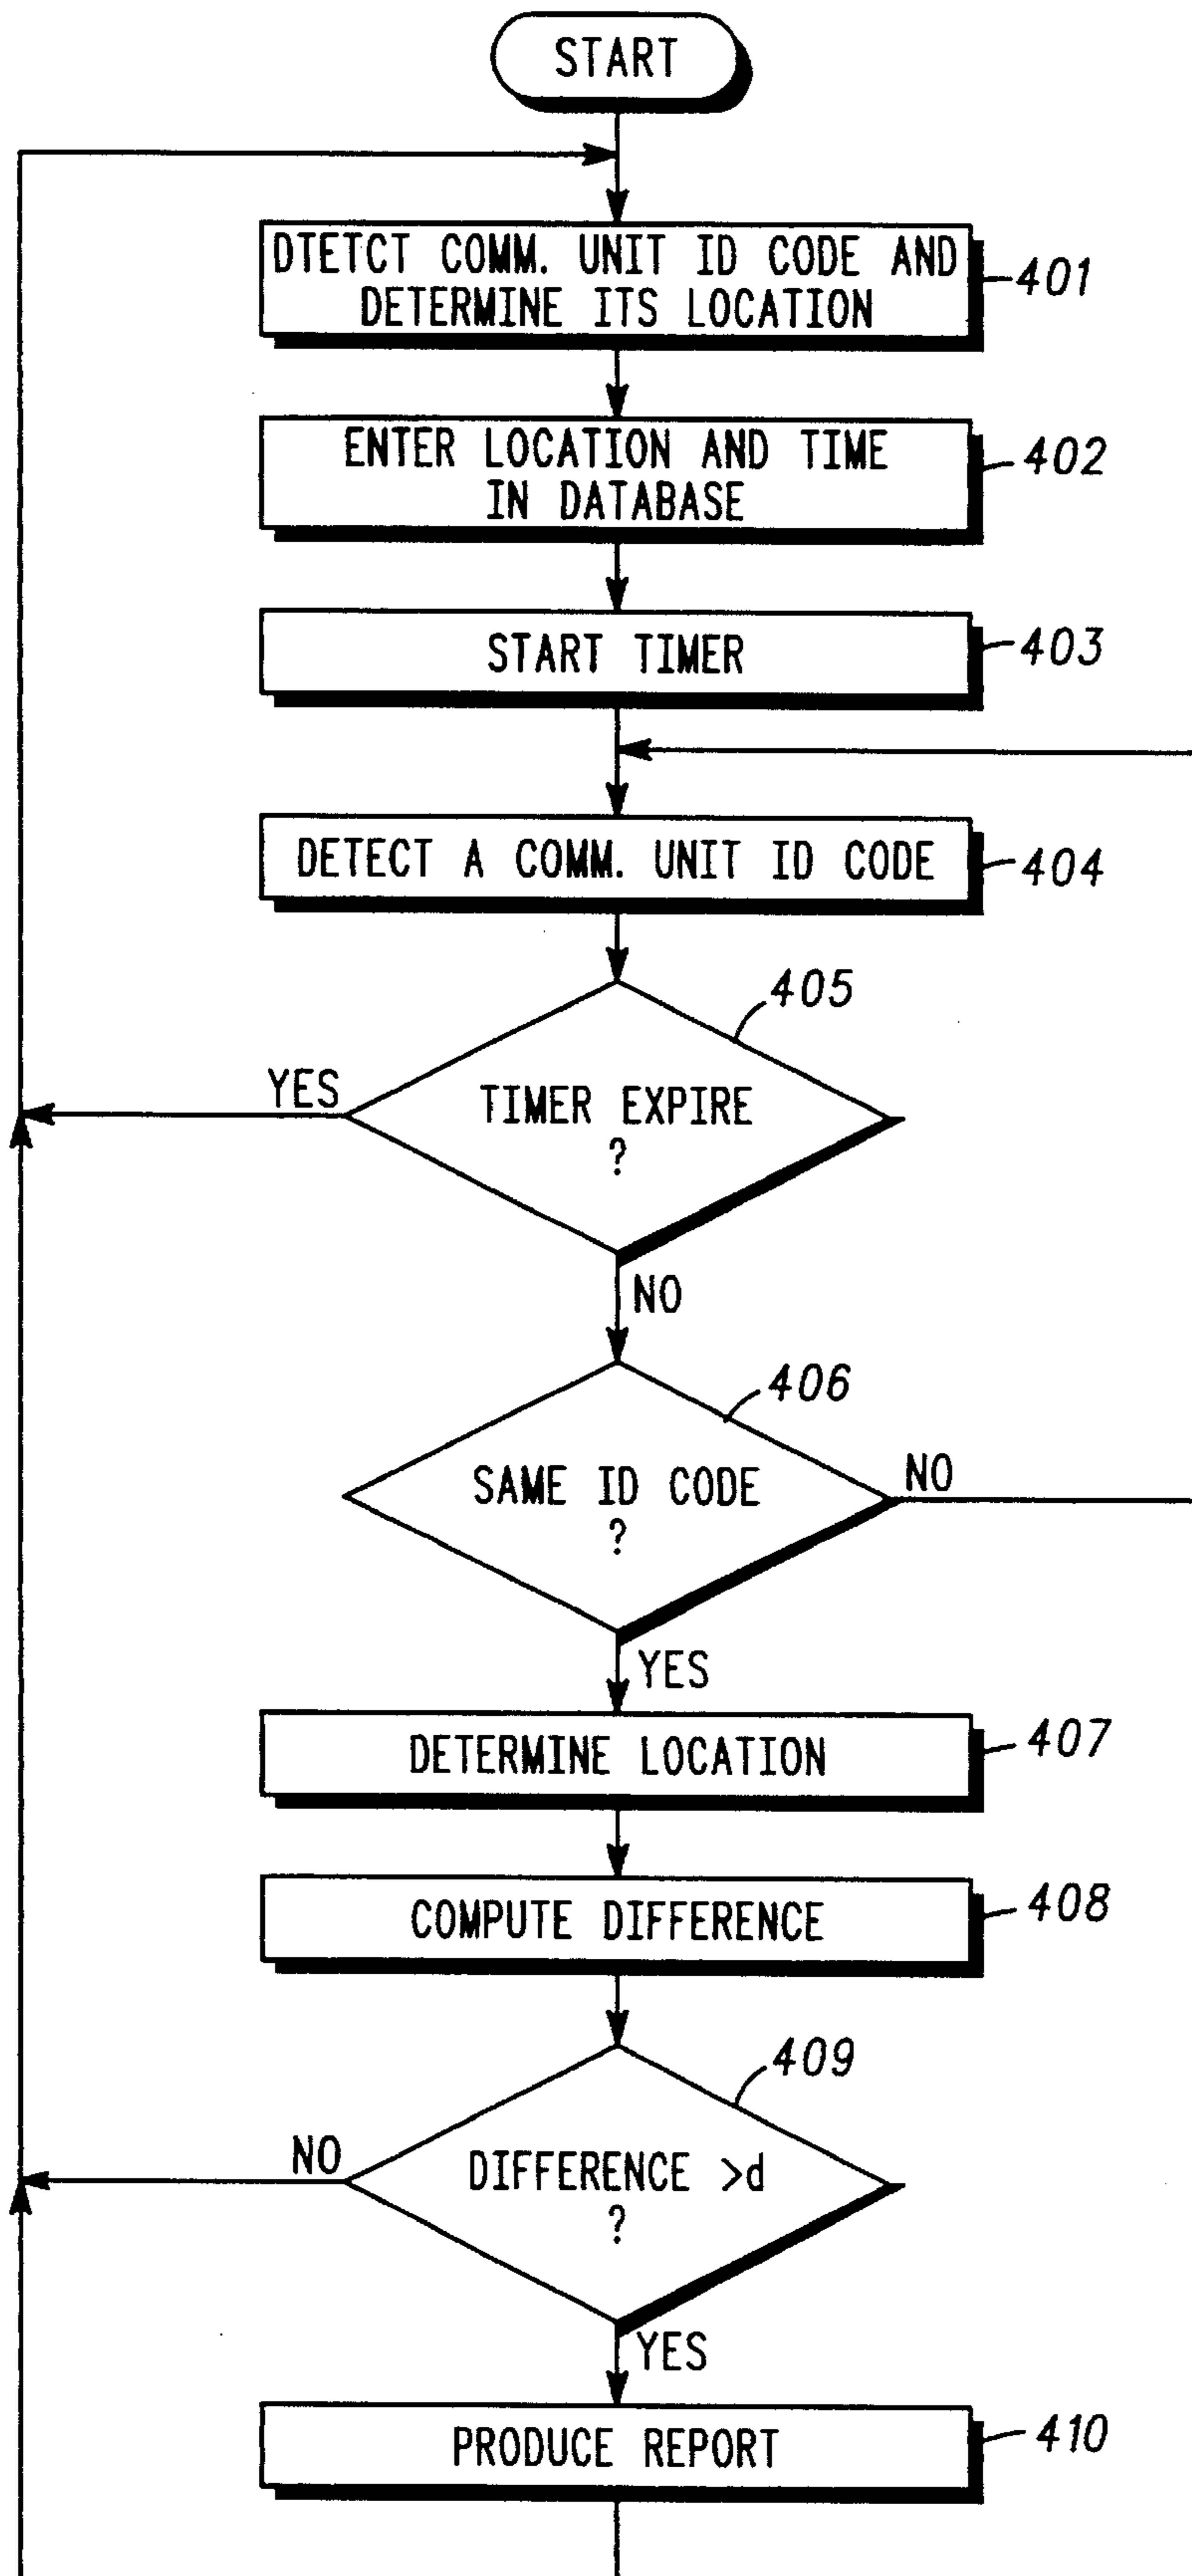 START
DTETCT COMM. UNIT ID CODE AND
DETERMINE ITS LOCATION
401
ENTER LOCATION AND TIME
IN DATABASE
402
START TIMER
403
DETECT A COMM. UNIT ID CODE
404
405
YES
TIMER EXPIRE
?
NO
406
SAME ID CODE
?
NO
YES
DETERMINE LOCATION
407
COMPUTE DIFFERENCE
408
409
NO
DIFFERENCE >d
?
YES
PRODUCE REPORT
410